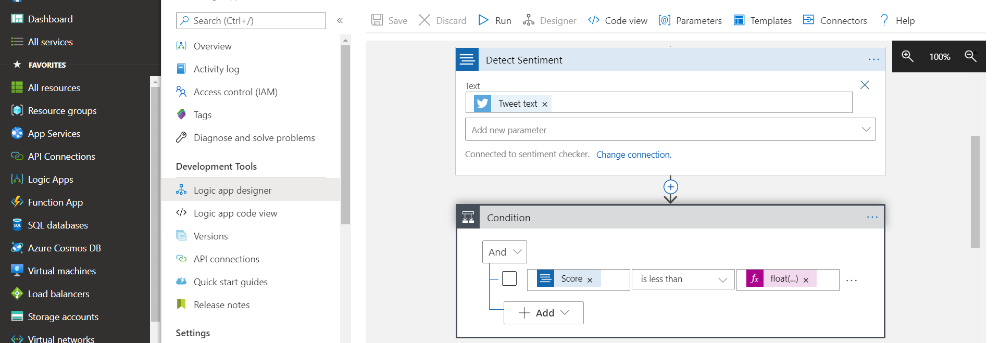 Dashboard
All services
FAVORITES
All resources
Resource groups
App Services
API Connections
Logic Apps
Function App
SQL databases
Azure Cosmos DB
Virtual machines
Load balancers
Storage accounts
Virtual networks
Search (Ctrl+/)
«
Overview
Activity log
Access control (IAM)
Tags
Diagnose and solve problems
Development Tools
Logic app designer
Logic app code view
Versions
API connections
Quick start guides
Release notes
Settings
Save Discard Run Designer Code view Parameters Templates Connectors Help
100%
Detect Sentiment
Text
Tweet text
Add new parameter
Connected to sentiment checker. Change connection.
Condition
And
Score is less than fx float(...)
Add